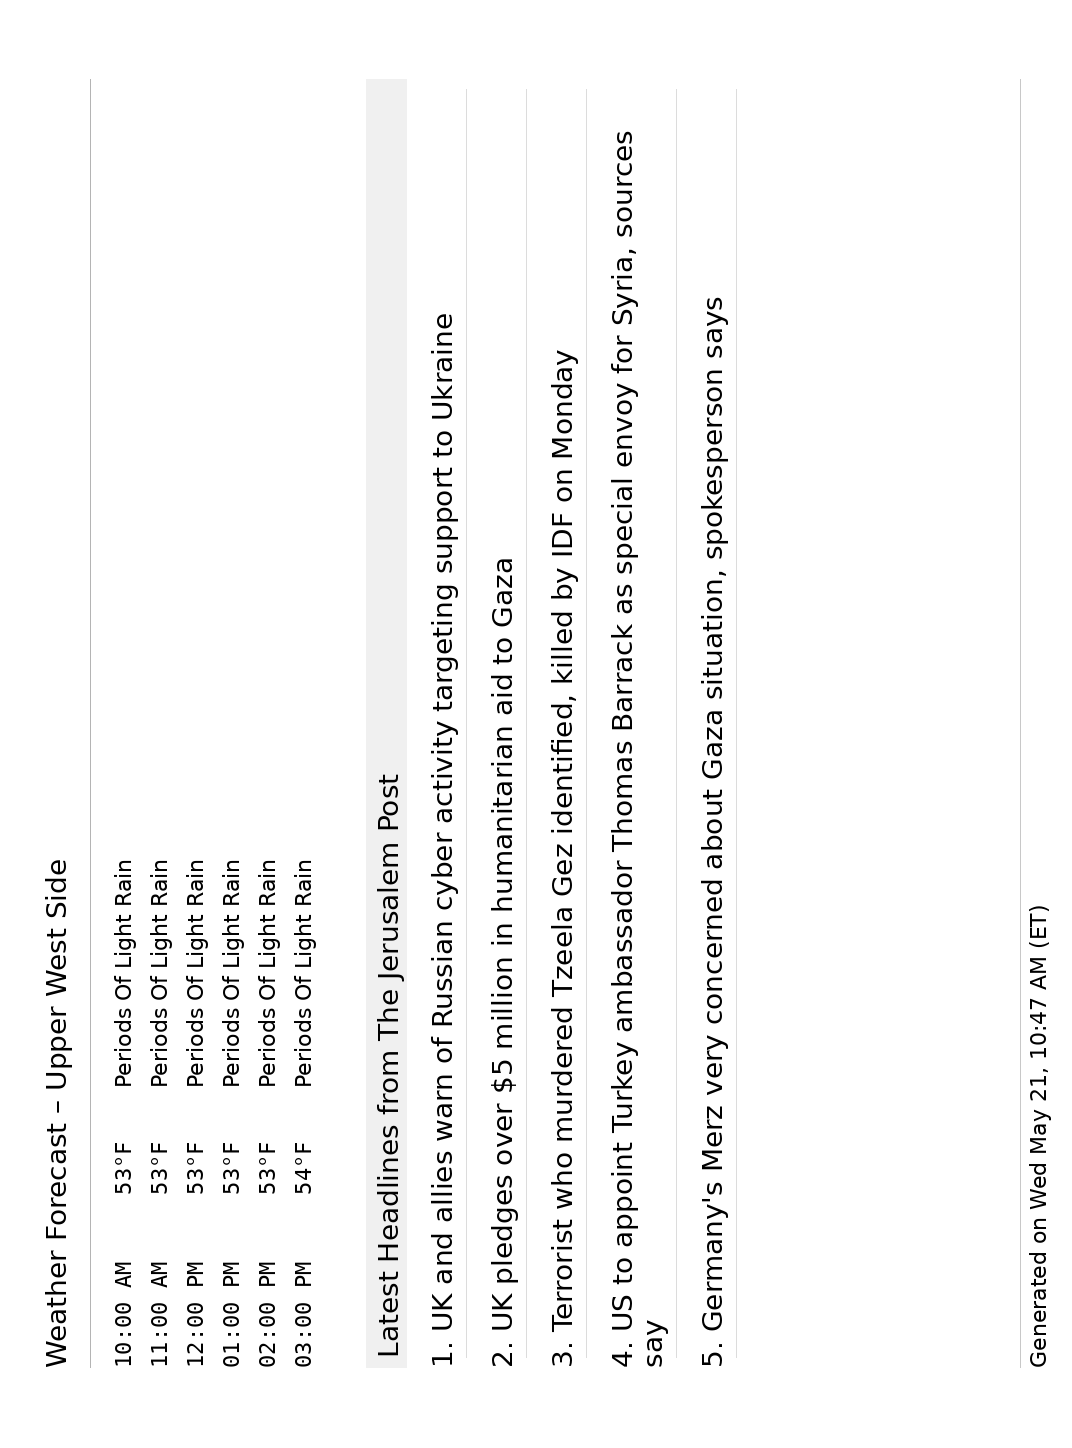 Weather Forecast – Upper West Side
10:00 AM 53°F Periods Of Light Rain
11:00 AM 53°F Periods Of Light Rain
12:00 PM 53°F Periods Of Light Rain
01:00 PM 53°F Periods Of Light Rain
02:00 PM 53°F Periods Of Light Rain
03:00 PM 54°F Periods Of Light Rain
Latest Headlines from The Jerusalem Post
1. UK and allies warn of Russian cyber activity targeting support to Ukraine
2. UK pledges over $5 million in humanitarian aid to Gaza
3. Terrorist who murdered Tzeela Gez identified, killed by IDF on Monday
4. US to appoint Turkey ambassador Thomas Barrack as special envoy for Syria, sources
say
5. Germany's Merz very concerned about Gaza situation, spokesperson says
Generated on Wed May 21, 10:47 AM (ET)